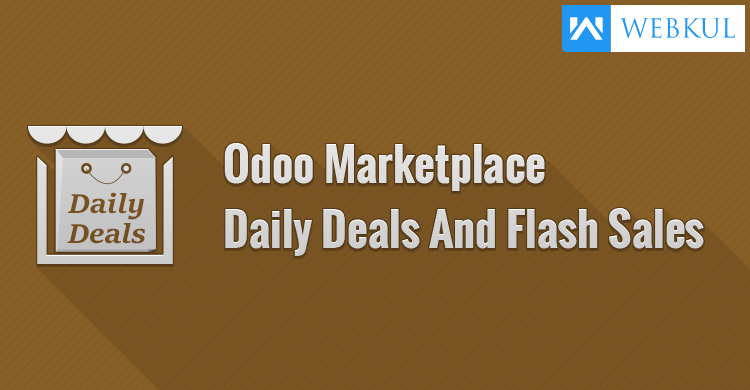 WEBKUL
Odoo Marketplace
Daily Deals And Flash Sales
Daily
Deals